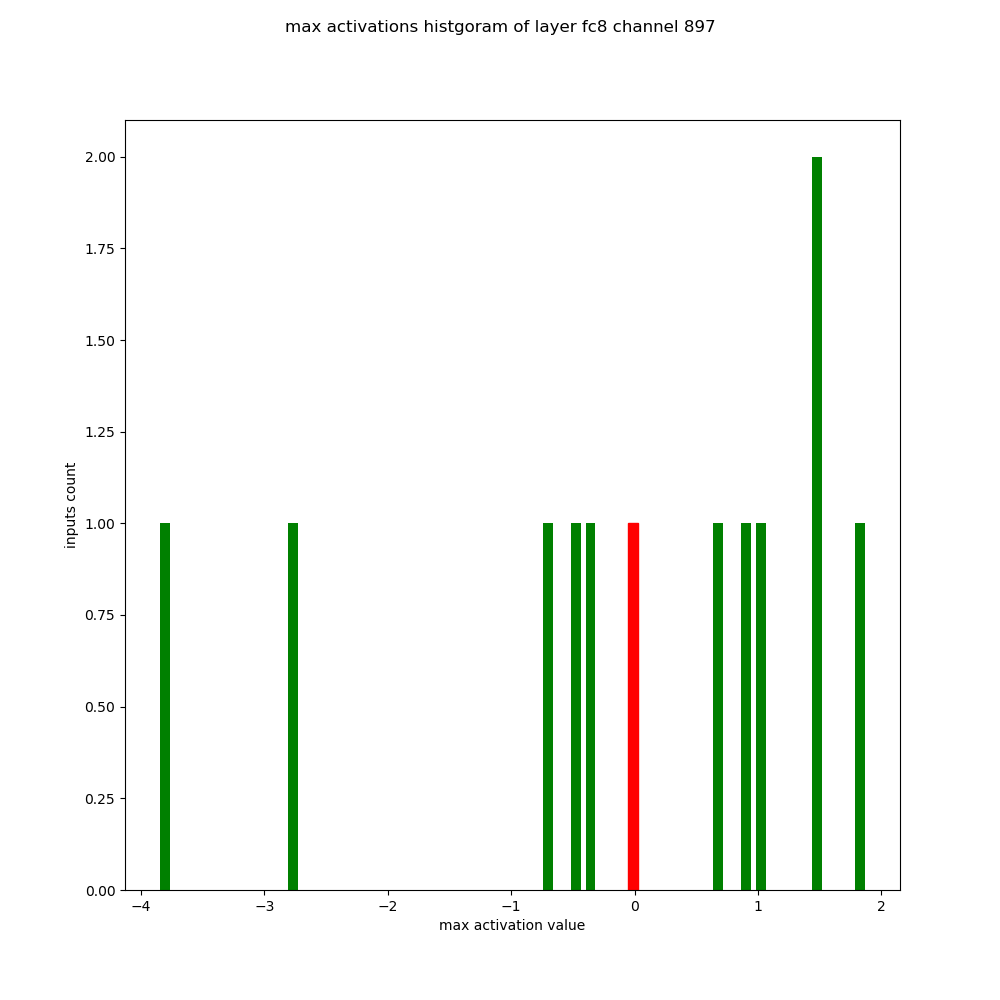 max activations histgoram of layer fc8 channel 897
2.00
1.75
1.50
1.25
1.00
0.75
0.50
0.25
0.00
inputs count
−4 −3 −2 −1 0 1 2
max activation value